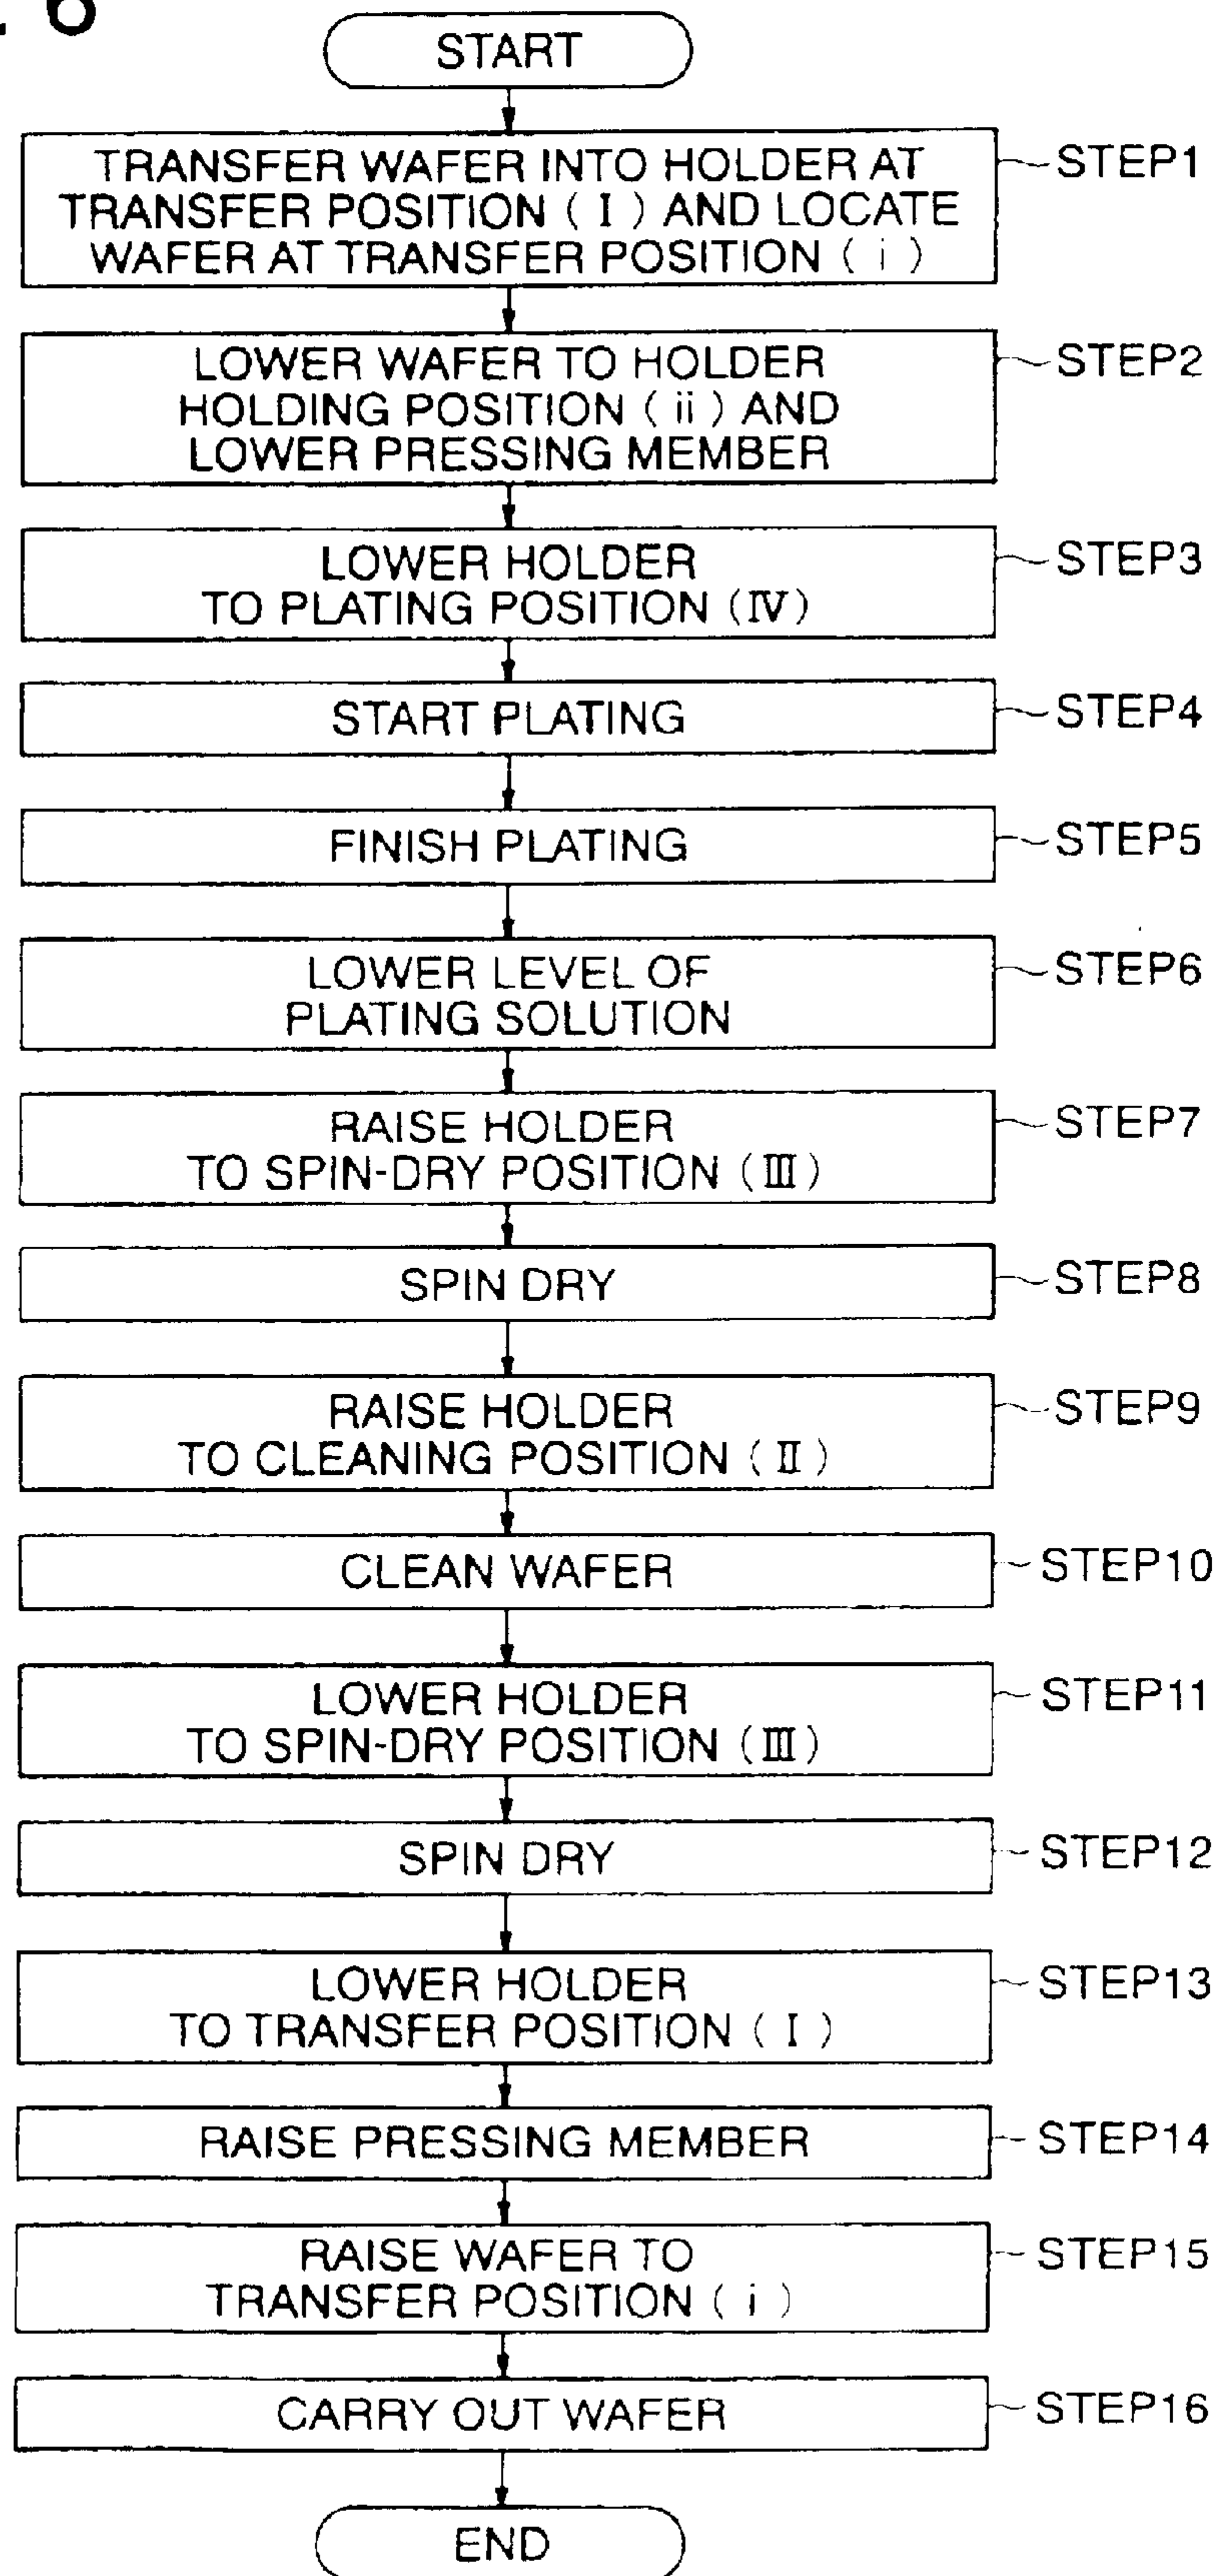 . 6
START
TRANSFER WAFER INTO HOLDER AT
TRANSFER POSITION ( I ) AND LOCATE
WAFER AT TRANSFER POSITION ( i )
STEP1
LOWER WAFER TO HOLDER
HOLDING POSITION ( ii ) AND
LOWER PRESSING MEMBER
STEP2
LOWER HOLDER
TO PLATING POSITION (IV)
STEP3
START PLATING
STEP4
FINISH PLATING
STEP5
LOWER LEVEL OF
PLATING SOLUTION
STEP6
RAISE HOLDER
TO SPIN-DRY POSITION (III)
STEP7
SPIN DRY
STEP8
RAISE HOLDER
TO CLEANING POSITION ( II )
STEP9
CLEAN WAFER
STEP10
LOWER HOLDER
TO SPIN-DRY POSITION (III)
STEP11
SPIN DRY
STEP12
LOWER HOLDER
TO TRANSFER POSITION ( I )
STEP13
RAISE PRESSING MEMBER
STEP14
RAISE WAFER TO
TRANSFER POSITION ( i )
STEP15
CARRY OUT WAFER
STEP16
END